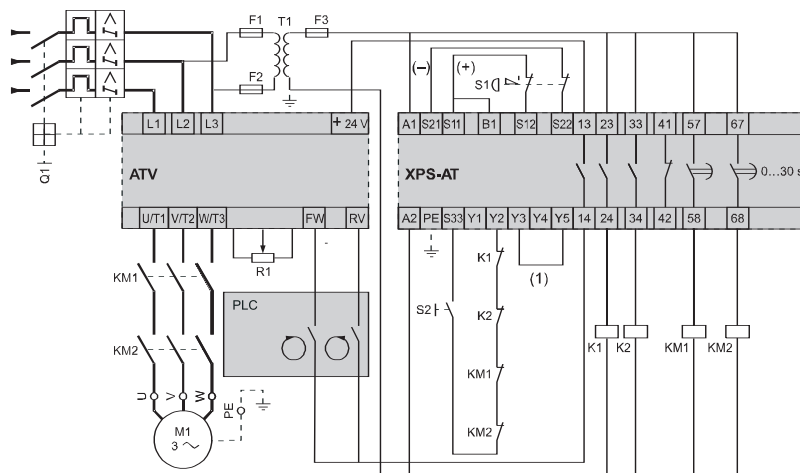 F1 T1 F3
F2
(–) (+)
S1
Q1
L1 L2 L3 + 24 V
ATV
U/T1 V/T2 W/T3 FW RV
R1
A1 S21 S11 B1 S12 S22 13 23 33 41 57 67
XPS-AT 0...30 s
A2 PE S33 Y1 Y2 Y3 Y4 Y5 14 24 34 42 58 68
KM1
KM2
PLC
U V W
PE
M1
3
K1
(1)
S2
K2
KM1
KM2
K1 K2 KM1 KM2